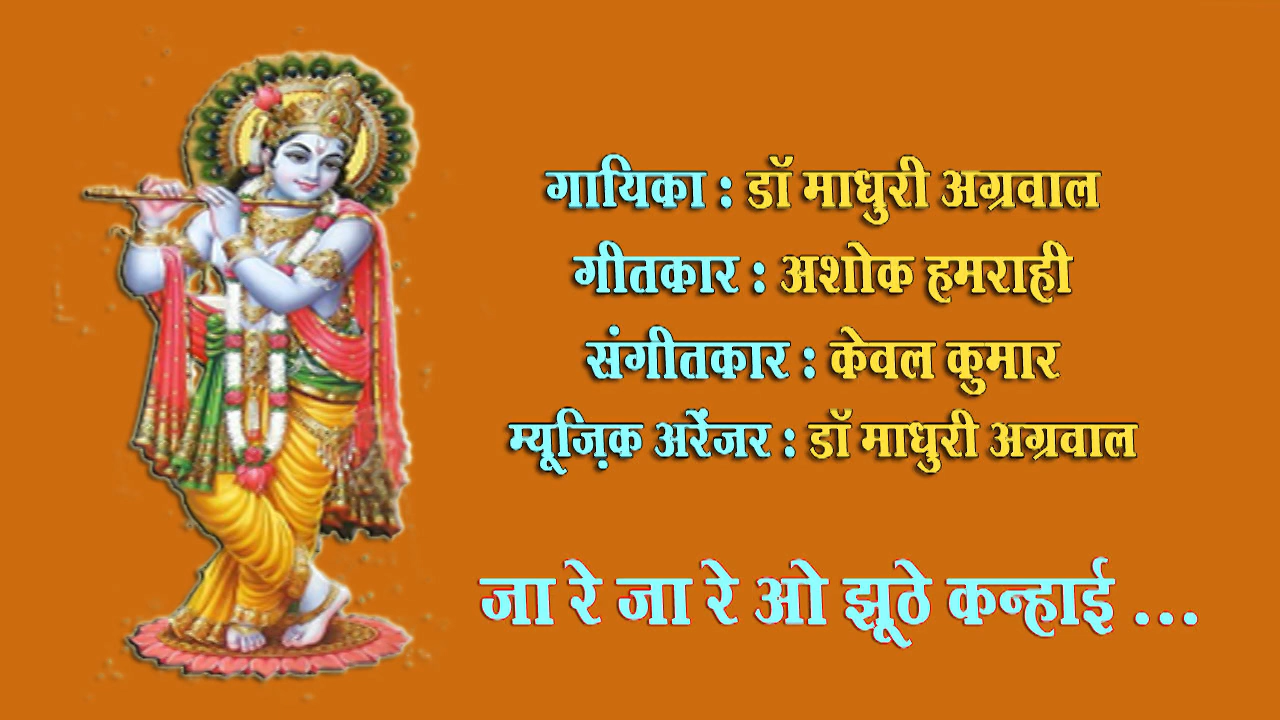 गायिका : डॉ माधुरी अग्रवाल
गीतकार : अशोक हमराही
संगीतकार : केवल कुमार
म्यूज़िक अरेंजर : डॉ माधुरी अग्रवाल
जा रे जा रे ओ झूठे कन्हाई ...